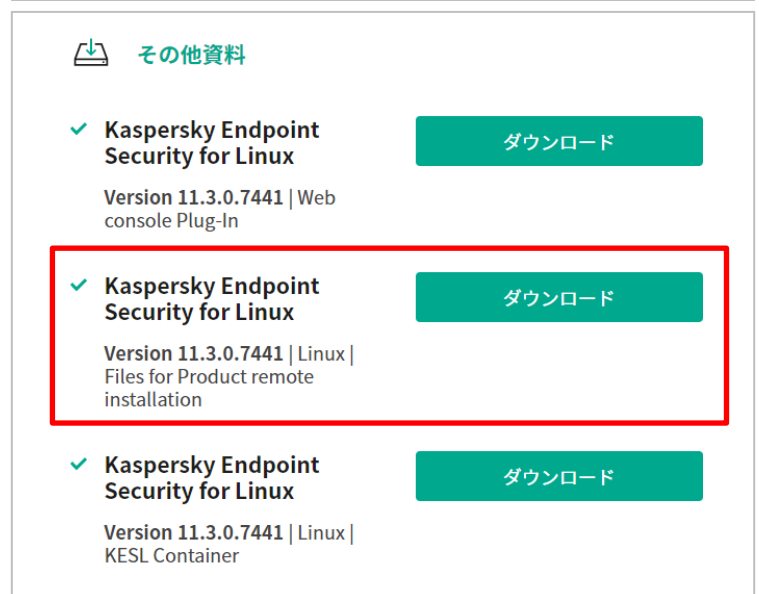 その他資料
Kaspersky Endpoint
Security for Linux
ダウンロード
Version 11.3.0.7441 | Web
console Plug-In
Kaspersky Endpoint
Security for Linux
ダウンロード
Version 11.3.0.7441 | Linux |
Files for Product remote
installation
Kaspersky Endpoint
Security for Linux
ダウンロード
Version 11.3.0.7441 | Linux |
KESL Container